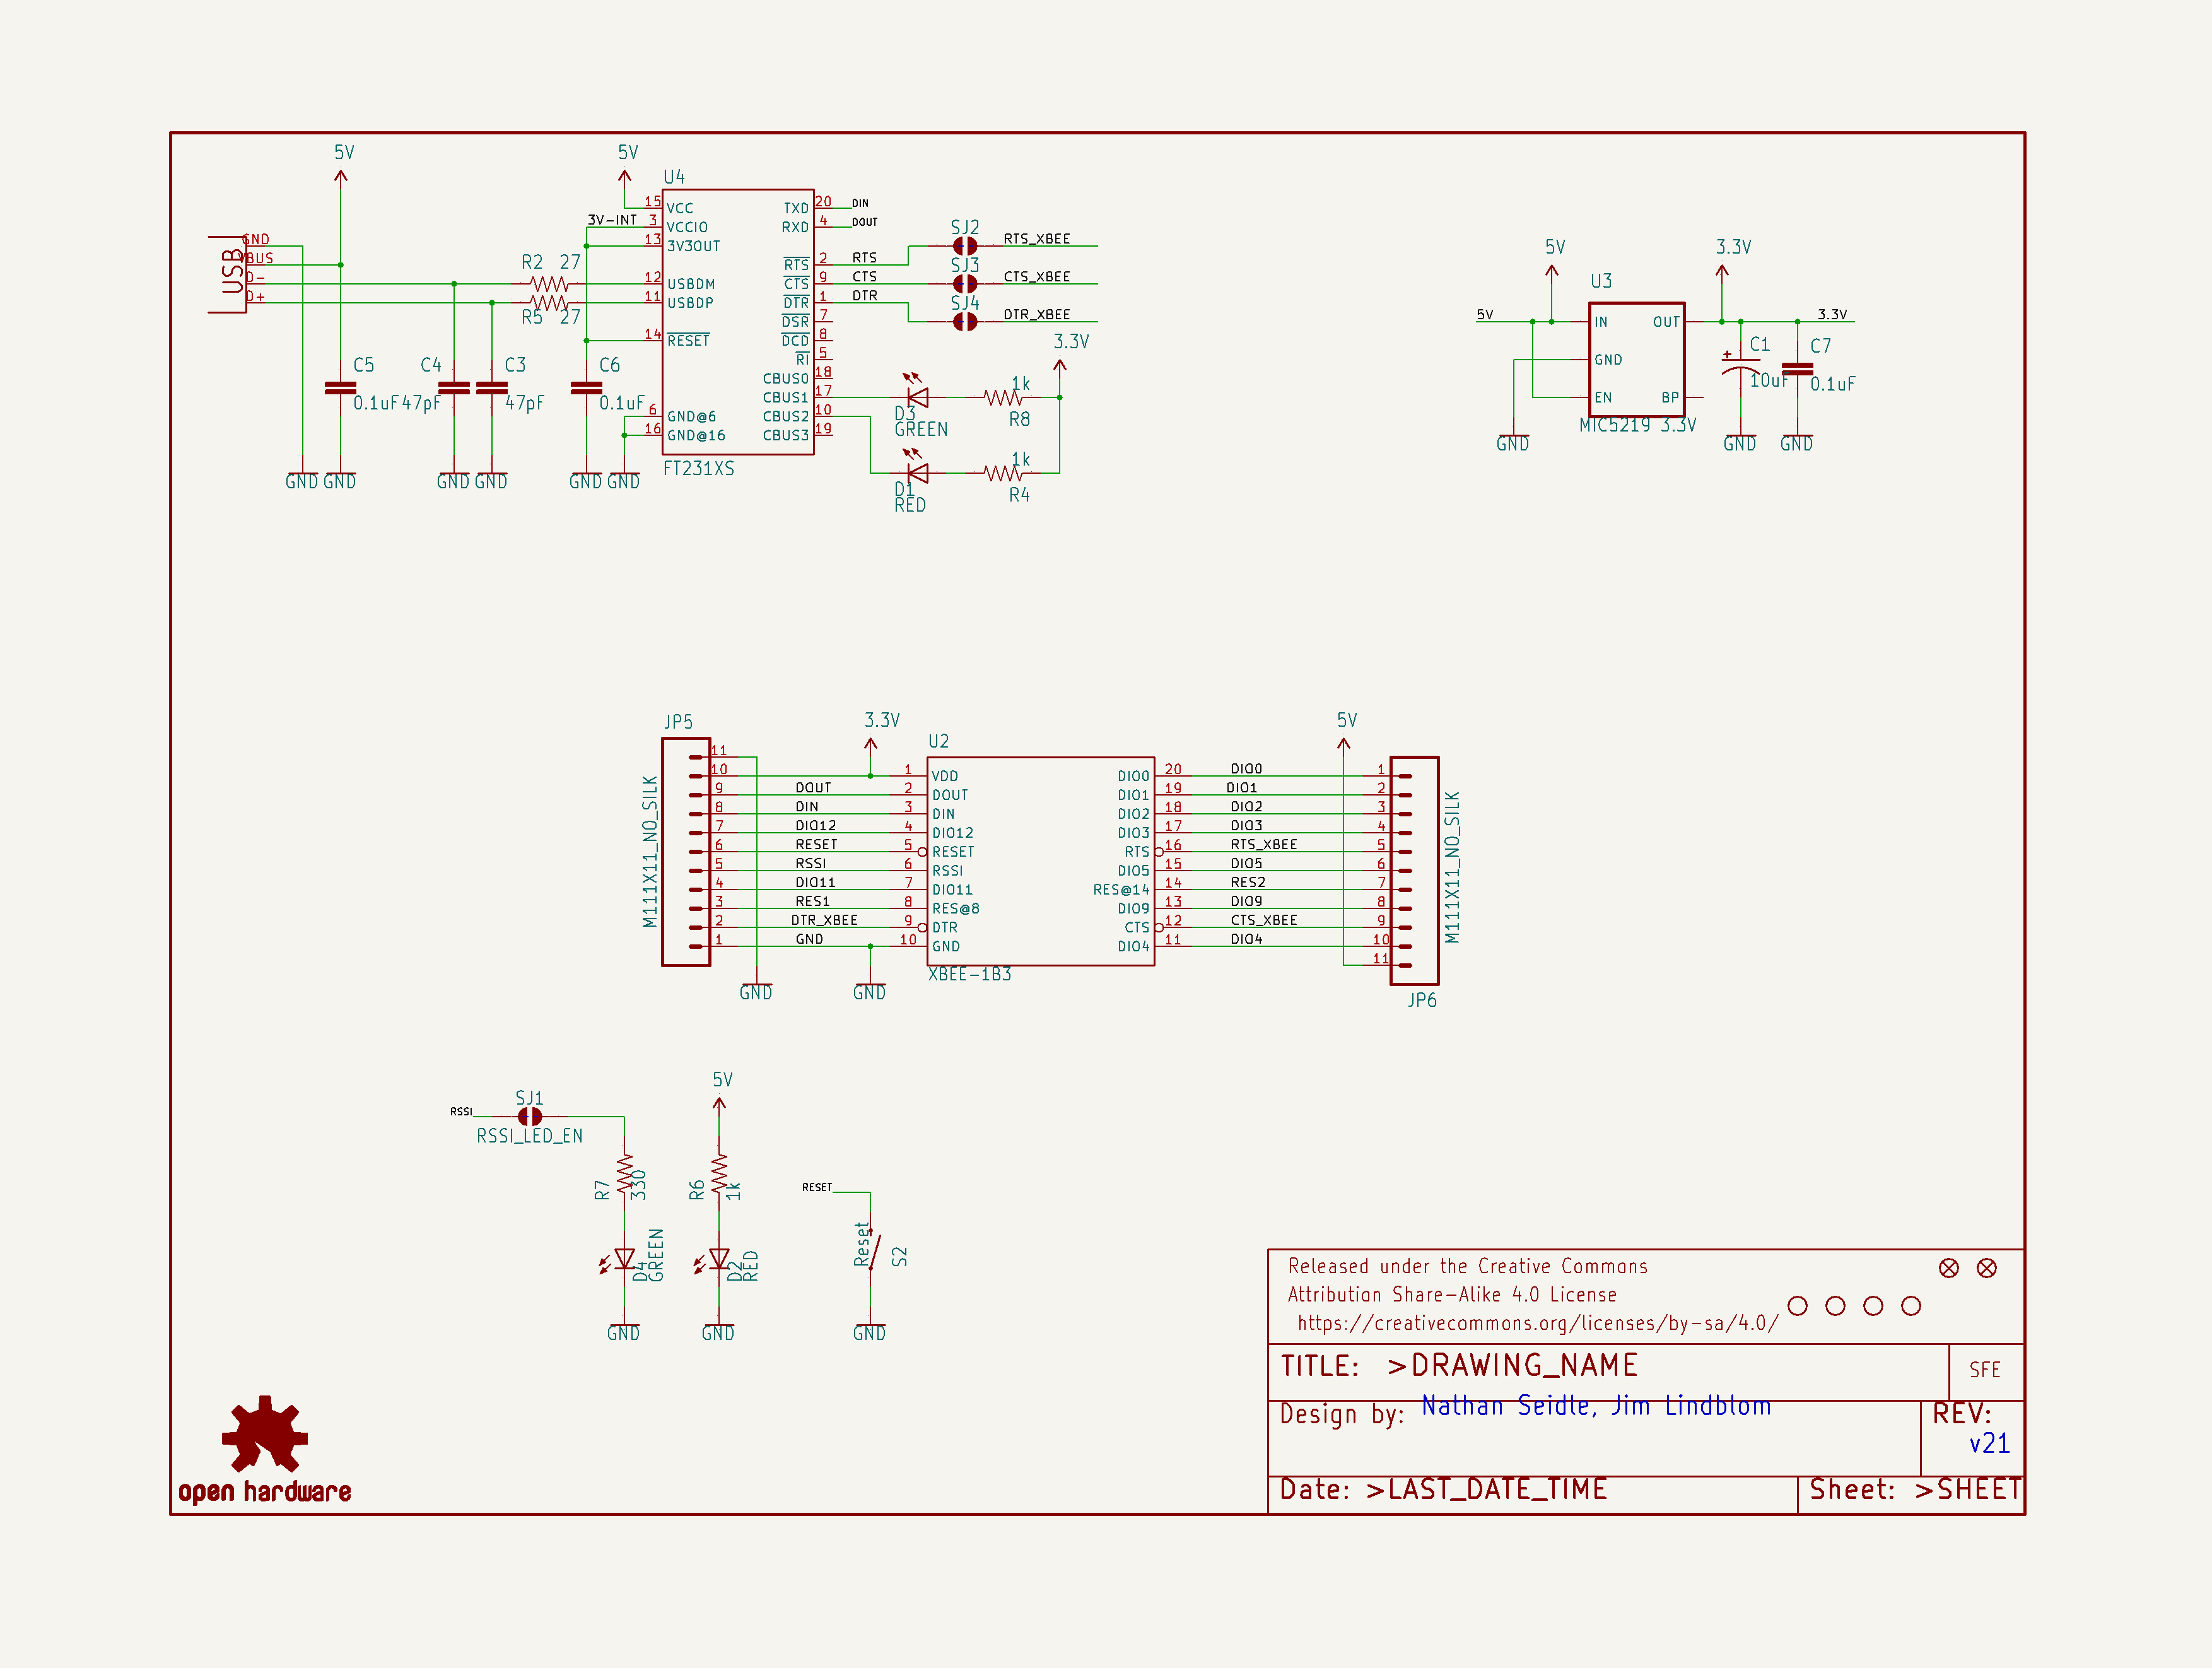 5V
5V
U4
15 VCC
TXD 20 DIN
3V-INT 3 VCCIO
RXD 4 DOUT
13 3V3OUT
USB
GND
VBUS
D-
D+
R2 27
R5 27
12 USBDM
11 USBDP
14 RESET
6 GND@6
16 GND@16
FT231XS
RTS 2 RTS
CTS 9 CTS
DTR 1 DTR
DSR 7
DCD 8
RI 5
CBUS0 18
CBUS1 17
CBUS2 10
CBUS3 19
SJ2
RTS_XBEE
SJ3
CTS_XBEE
SJ4
DTR_XBEE
3.3V
C5
0.1uF
C4
47pF
C3
47pF
C6
0.1uF
D3
GREEN
1k
R8
D1
RED
1k
R4
GND GND GND GND GND GND
5V
3.3V
U3
5V
IN
OUT
3.3V
GND
EN
BP
MIC5219 3.3V
C1
10uF
C7
0.1uF
GND
GND
GND
JP5
3.3V
U2
5V
M111X11_NO_SILK
11
10 1 VDD
9 DOUT 2 DOUT
8 DIN 3 DIN
7 DIO12 4 DIO12
6 RESET 5 RESET
5 RSSI 6 RSSI
4 DIO11 7 DIO11
3 RES1 8 RES@8
2 DTR_XBEE 9 DTR
1 GND 10 GND
DIO0 20 DIO0 1
DIO1 19 DIO1 2
DIO2 18 DIO2 3
DIO3 17 DIO3 4
RTS 16 RTS_XBEE 5
DIO5 15 DIO5 6
RES@14 14 RES2 7
DIO9 13 DIO9 8
CTS 12 CTS_XBEE 9
DIO4 11 DIO4 10
11
M111X11_NO_SILK
XBEE-1B3
GND
GND
JP6
RSSI
SJ1
RSSI_LED_EN
R7
330
D4
GREEN
GND
5V
R6
1k
D2
RED
GND
RESET
Reset
S2
GND
Released under the Creative Commons
Attribution Share-Alike 4.0 License
https://creativecommons.org/licenses/by-sa/4.0/
TITLE: >DRAWING_NAME
SFE
Design by: Nathan Seidle, Jim Lindblom
REV:
v21
Date: >LAST_DATE_TIME
Sheet: >SHEET
open hardware